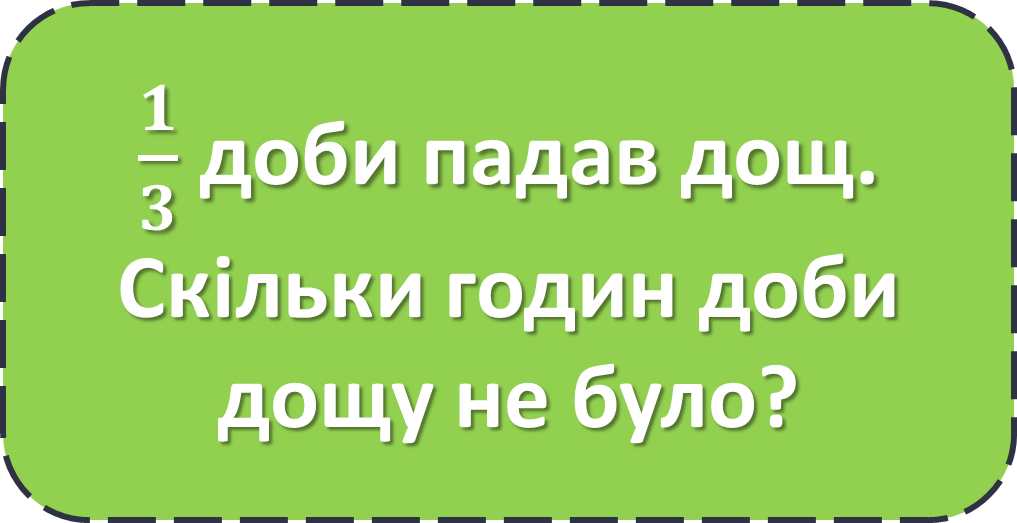 1/3 доби падав дощ.
Скільки годин доби
дощу не було?